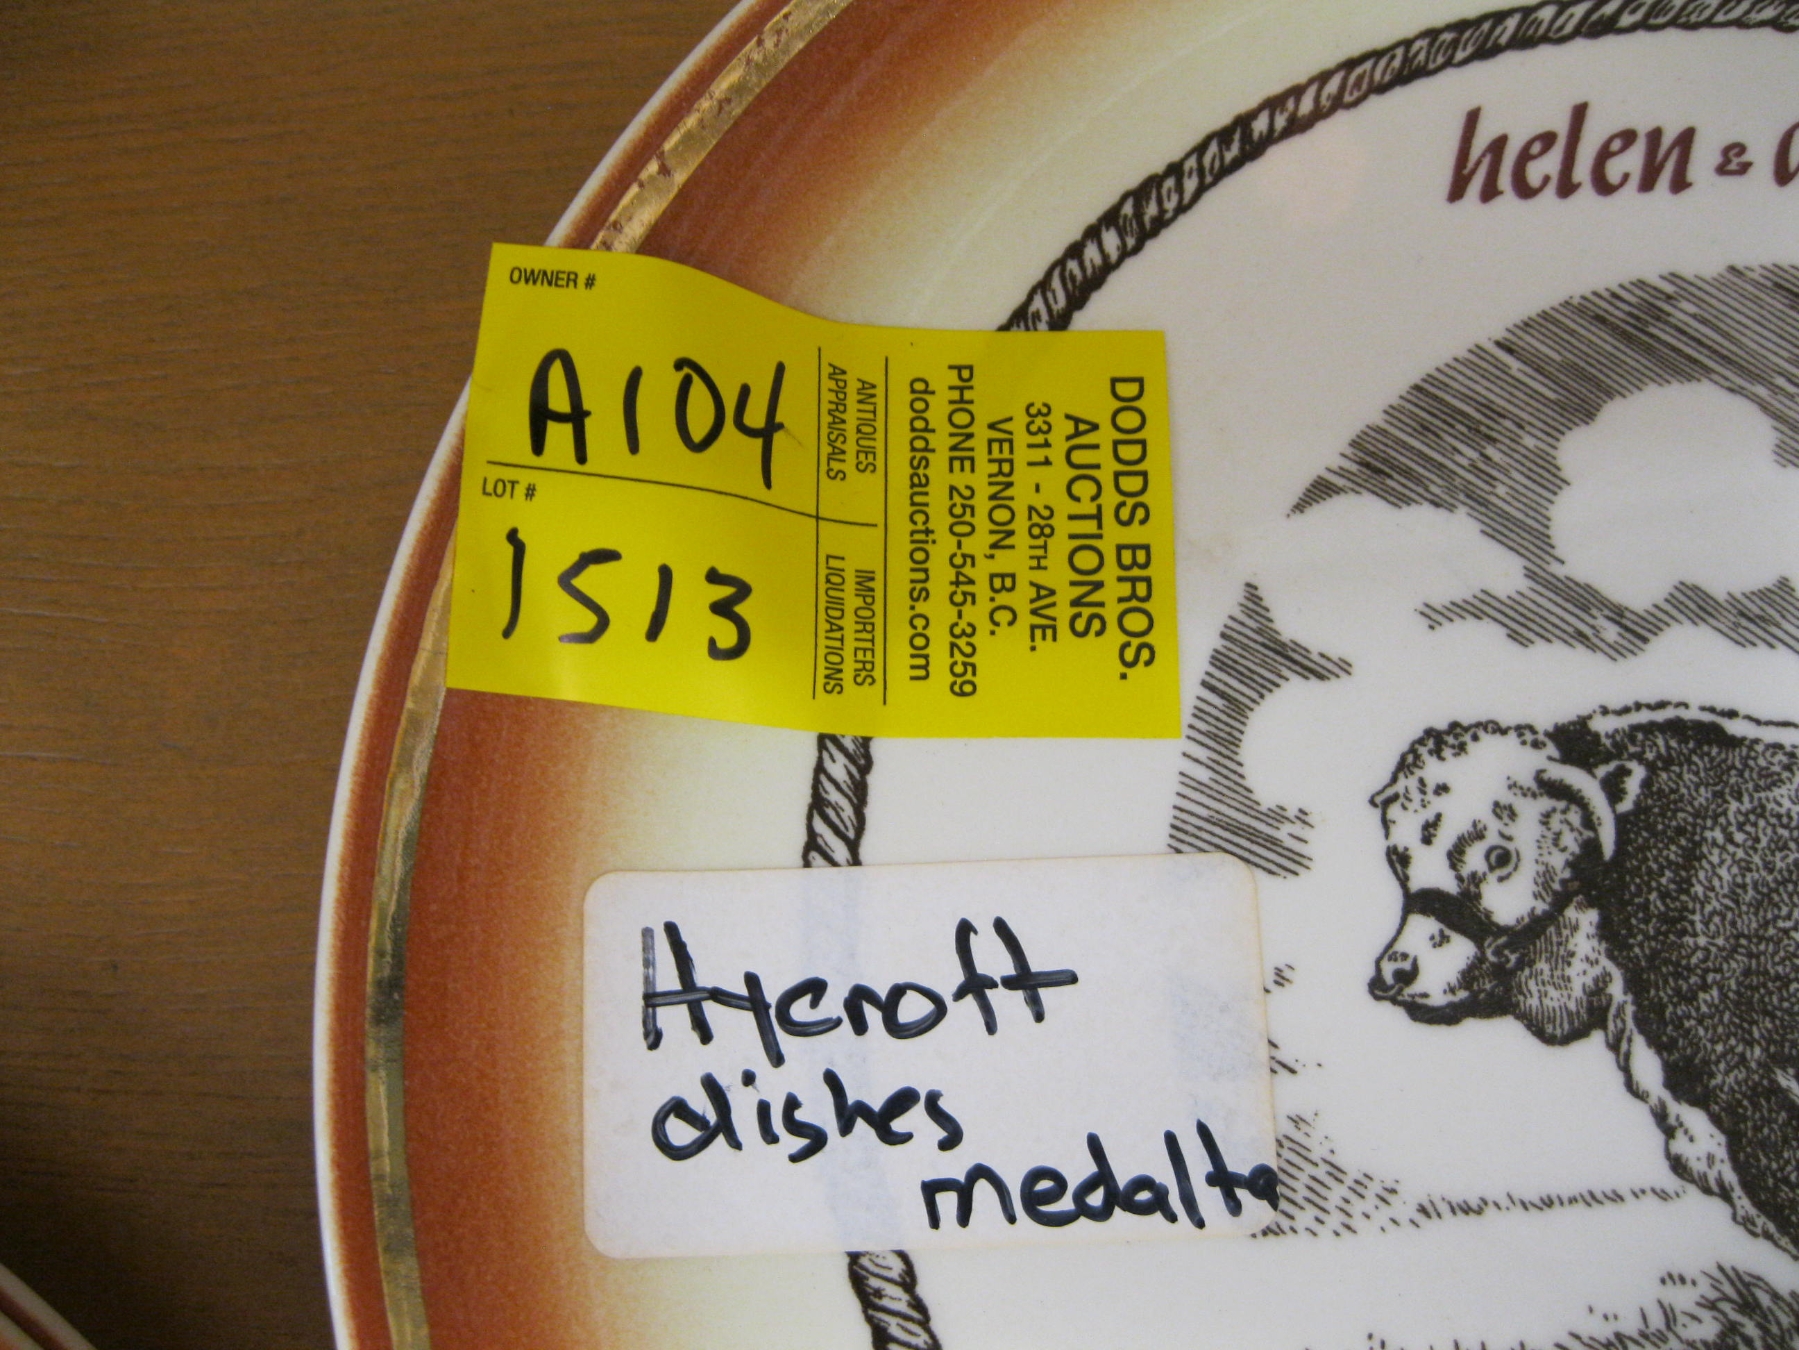 helen &
OWNER #
A104
LOT #
1513
ANTIQUES
APPRAISALS
IMPORTERS
LIQUIDATIONS
DODDS BROS.
AUCTIONS
3311 - 28TH AVE.
VERNON, B.C.
PHONE 250-545-3259
doddsauctions.com
Hycroft
dishes
medalta